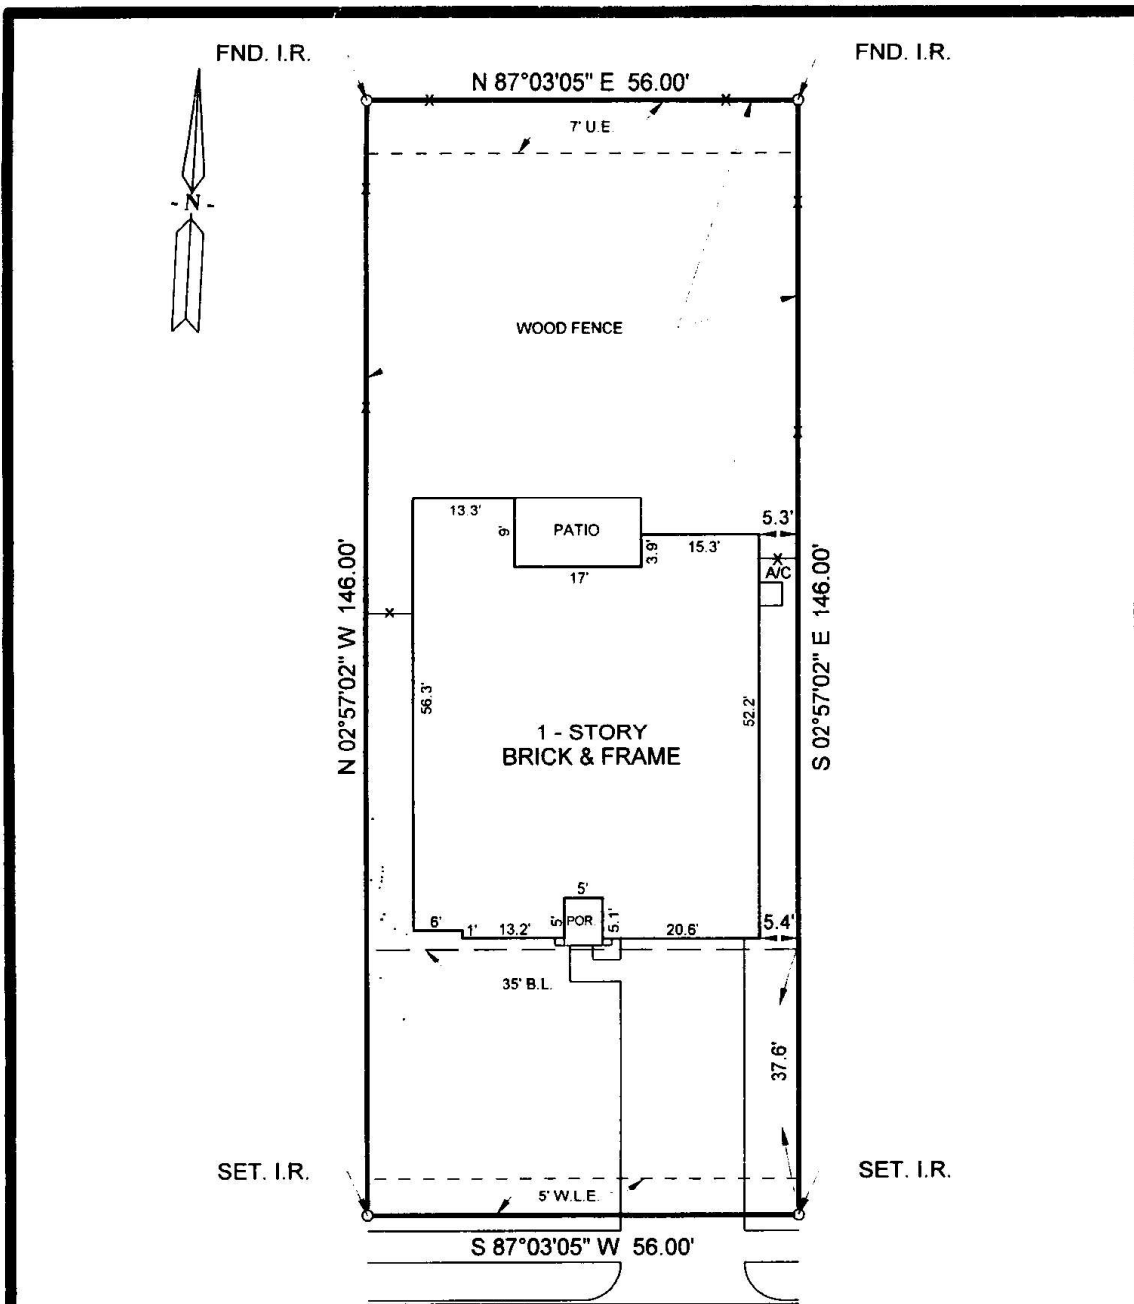 FND. I.R.
FND. I.R.
N 87°03'05" E 56.00'
7' U.E.
- N -
WOOD FENCE
13.3'
9'
PATIO
3.9'
15.3'
5.3'
17'
A/C
N 02°57'02" W 146.00'
S 02°57'02" E 146.00'
56.3'
52.2'
1 - STORY
BRICK & FRAME
5'
6'
1'
13.2'
5'
POR.
5.1'
20.6'
5.4'
35' B.L.
37.6'
SET. I.R.
SET. I.R.
5' W.L.E.
S 87°03'05" W 56.00'